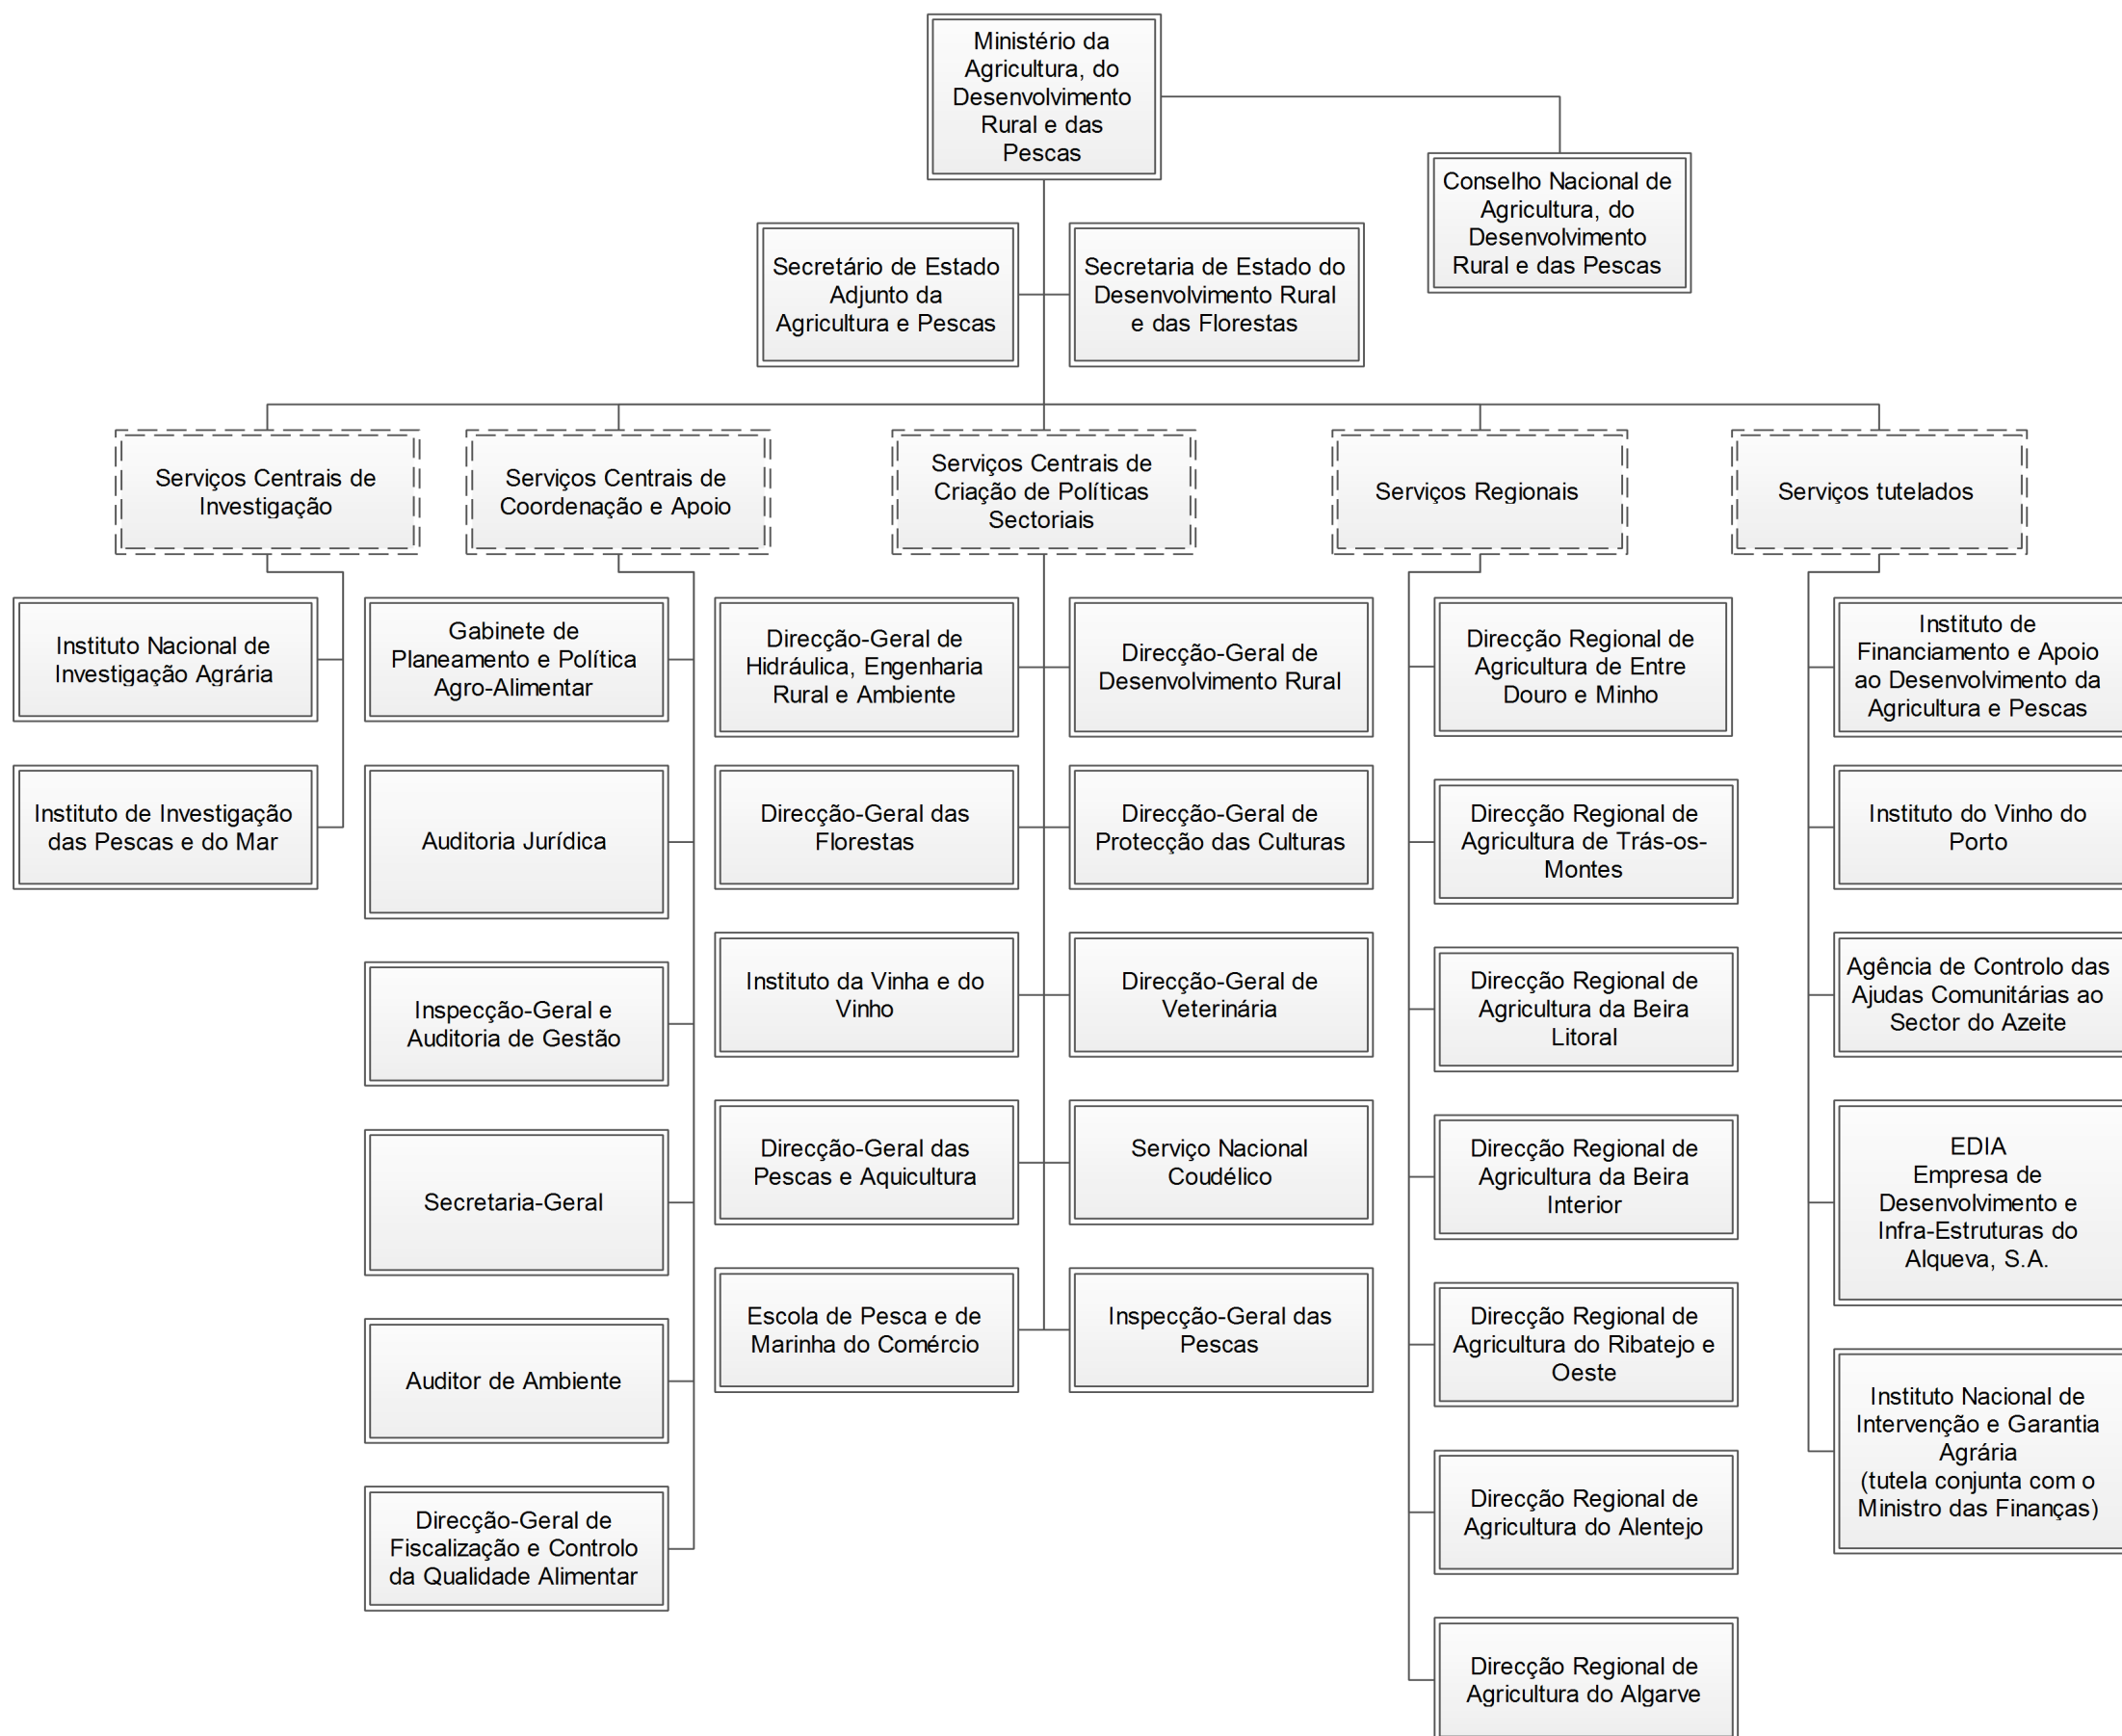 Ministério da
Agricultura, do
Desenvolvimento
Rural e das
Pescas
Conselho Nacional de
Agricultura, do
Desenvolvimento
Rural e das Pescas
Secretário de Estado
Adjunto da
Agricultura e Pescas
Secretaria de Estado do
Desenvolvimento Rural
e das Florestas
Serviços Centrais de
Investigação
Serviços Centrais de
Coordenação e Apoio
Serviços Centrais de
Criação de Políticas
Sectoriais
Serviços Regionais
Serviços tutelados
Instituto Nacional de
Investigação Agrária
Instituto de Investigação
das Pescas e do Mar
Gabinete de
Planeamento e Política
Agro-Alimentar
Auditoria Jurídica
Inspecção-Geral e
Auditoria de Gestão
Secretaria-Geral
Auditor de Ambiente
Direcção-Geral de
Fiscalização e Controlo
da Qualidade Alimentar
Direcção-Geral de
Hidráulica, Engenharia
Rural e Ambiente
Direcção-Geral de
Desenvolvimento Rural
Direcção-Geral das
Florestas
Direcção-Geral de
Protecção das Culturas
Instituto da Vinha e do
Vinho
Direcção-Geral de
Veterinária
Direcção-Geral das
Pescas e Aquicultura
Serviço Nacional
Coudélico
Escola de Pesca e de
Marinha do Comércio
Inspecção-Geral das
Pescas
Direcção Regional de
Agricultura de Entre
Douro e Minho
Direcção Regional de
Agricultura de Trás-os-
Montes
Direcção Regional de
Agricultura da Beira
Litoral
Direcção Regional de
Agricultura da Beira
Interior
Direcção Regional de
Agricultura do Ribatejo e
Oeste
Direcção Regional de
Agricultura do Alentejo
Direcção Regional de
Agricultura do Algarve
Instituto de
Financiamento e Apoio
ao Desenvolvimento da
Agricultura e Pescas
Instituto do Vinho do
Porto
Agência de Controlo das
Ajudas Comunitárias ao
Sector do Azeite
EDIA
Empresa de
Desenvolvimento e
Infra-Estruturas do
Alqueva, S.A.
Instituto Nacional de
Intervenção e Garantia
Agrária
(tutela conjunta com o
Ministro das Finanças)